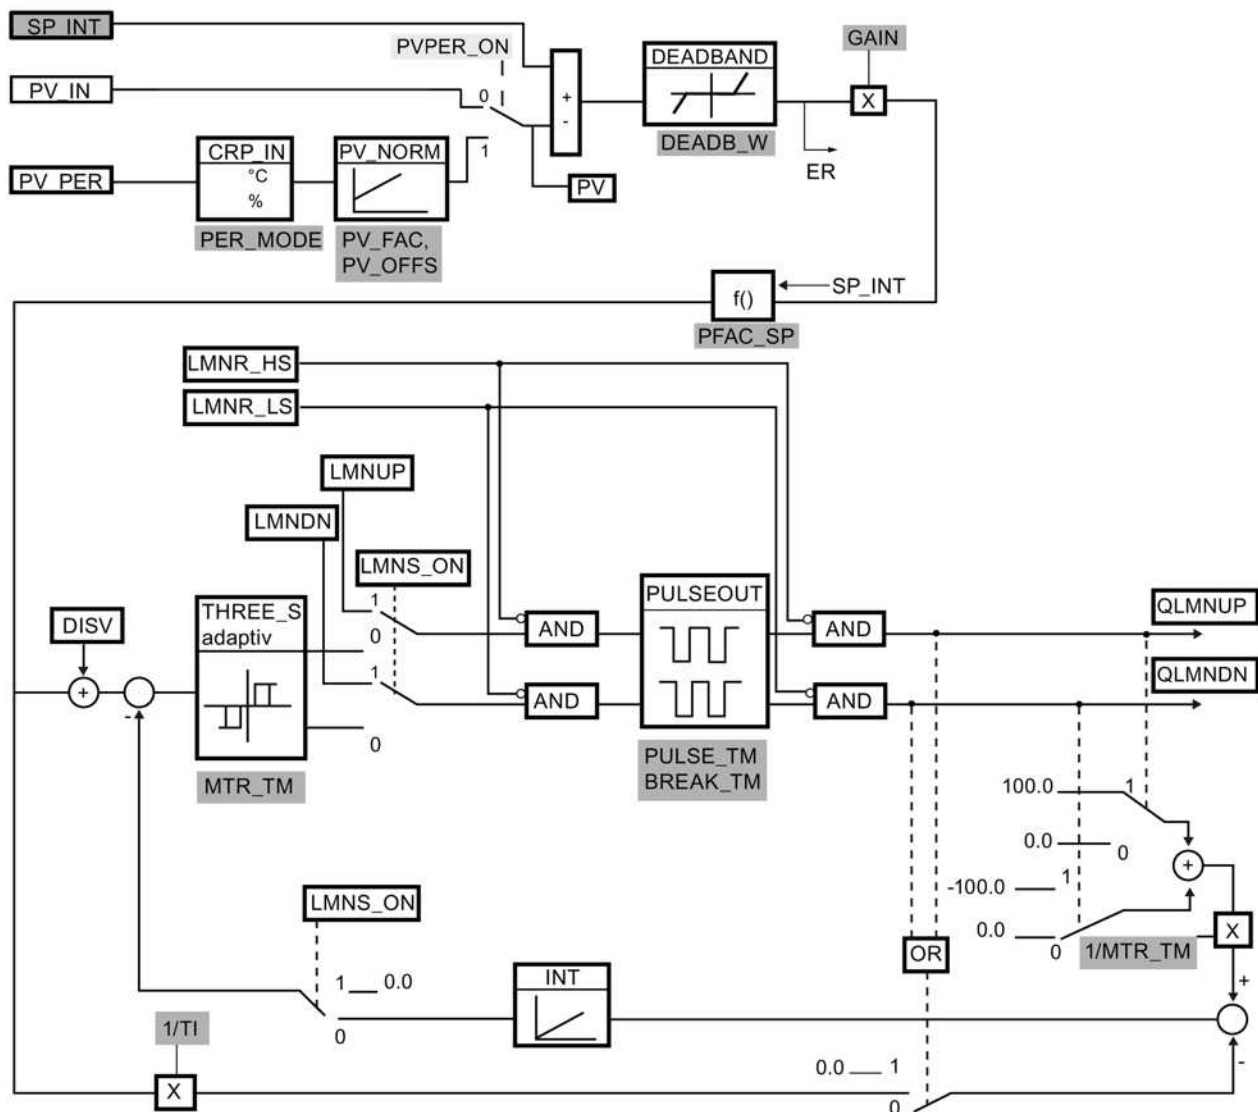 SP_INT
PVPER_ON
GAIN
DEADBAND
PV_IN
0
+
-
X
DEADB_W
1
ER
CRP_IN
°C
%
PV_NORM
PV_PER
PV
PER_MODE
PV_FAC,
PV_OFFS
f()
SP_INT
PFAC_SP
LMNR_HS
LMNR_LS
LMNUP
LMNDN
LMNS_ON
PULSEOUT
QLMNUP
THREE_S
adaptiv
1
0
AND
AND
DISV
QLMNDN
1
+
-
AND
AND
0
MTR_TM
PULSE_TM
BREAK_TM
100.0
1
0.0
0
+
-100.0
1
LMNS_ON
0.0
0
X
1/MTR_TM
OR
1
0.0
INT
+
0
1/TI
-
0.0
1
X
0